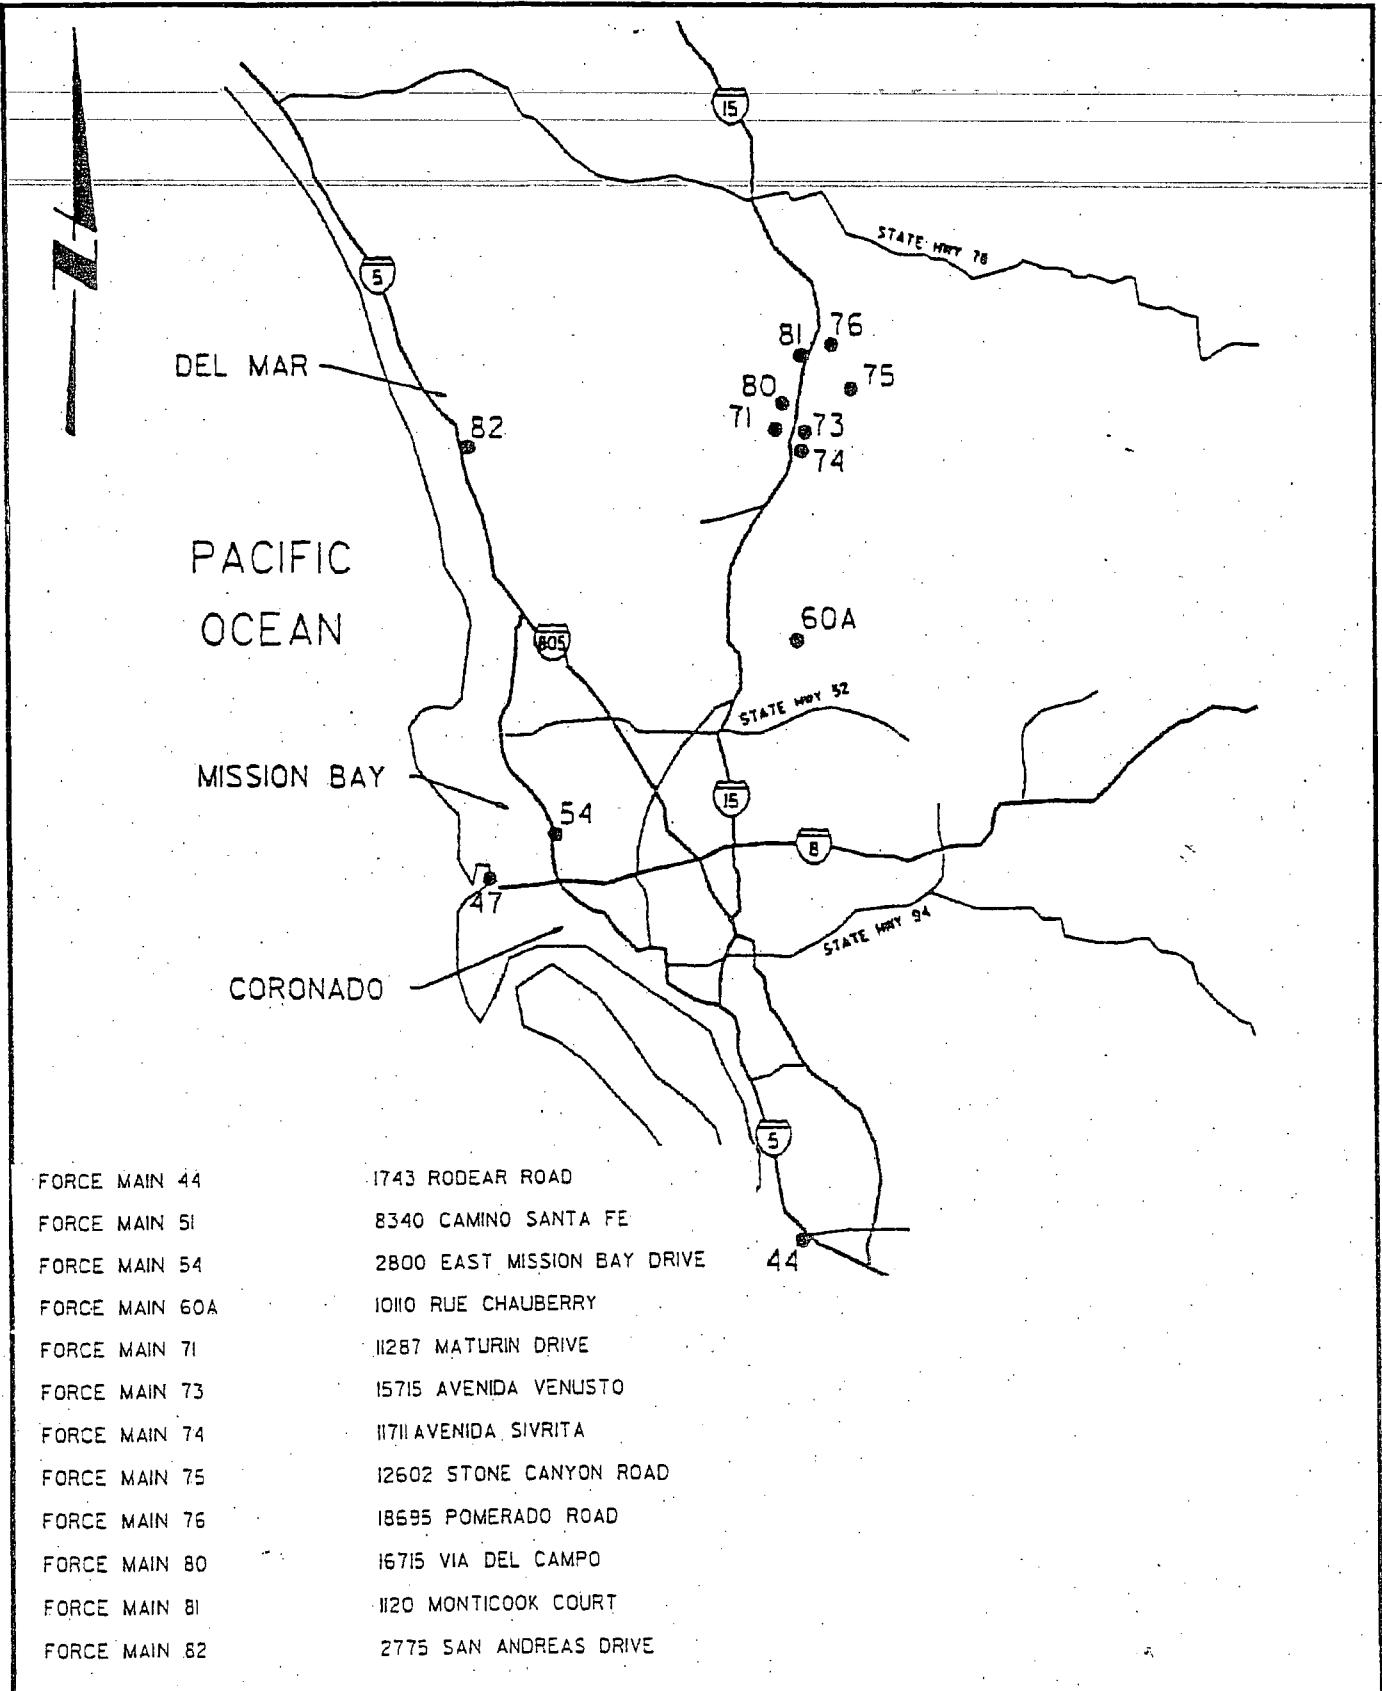 15
STATE HWY 78
5
81 76
DEL MAR
80 75
71 73
82
74
PACIFIC
OCEAN
60A
805
STATE HWY 52
MISSION BAY
15
54
8
47
STATE HWY 94
CORONADO
5
FORCE MAIN 44 1743 RODEAR ROAD
FORCE MAIN 51 8340 CAMINO SANTA FE
FORCE MAIN 54 2800 EAST MISSION BAY DRIVE
44
FORCE MAIN 60A 10110 RUE CHAUBERRY
FORCE MAIN 71 11287 MATURIN DRIVE
FORCE MAIN 73 15715 AVENIDA VENUSTO
FORCE MAIN 74 11711 AVENIDA SIVRITA
FORCE MAIN 75 12602 STONE CANYON ROAD
FORCE MAIN 76 18695 POMERADO ROAD
FORCE MAIN 80 16715 VIA DEL CAMPO
FORCE MAIN 81 1120 MONTICOOK COURT
FORCE MAIN 82 2775 SAN ANDREAS DRIVE